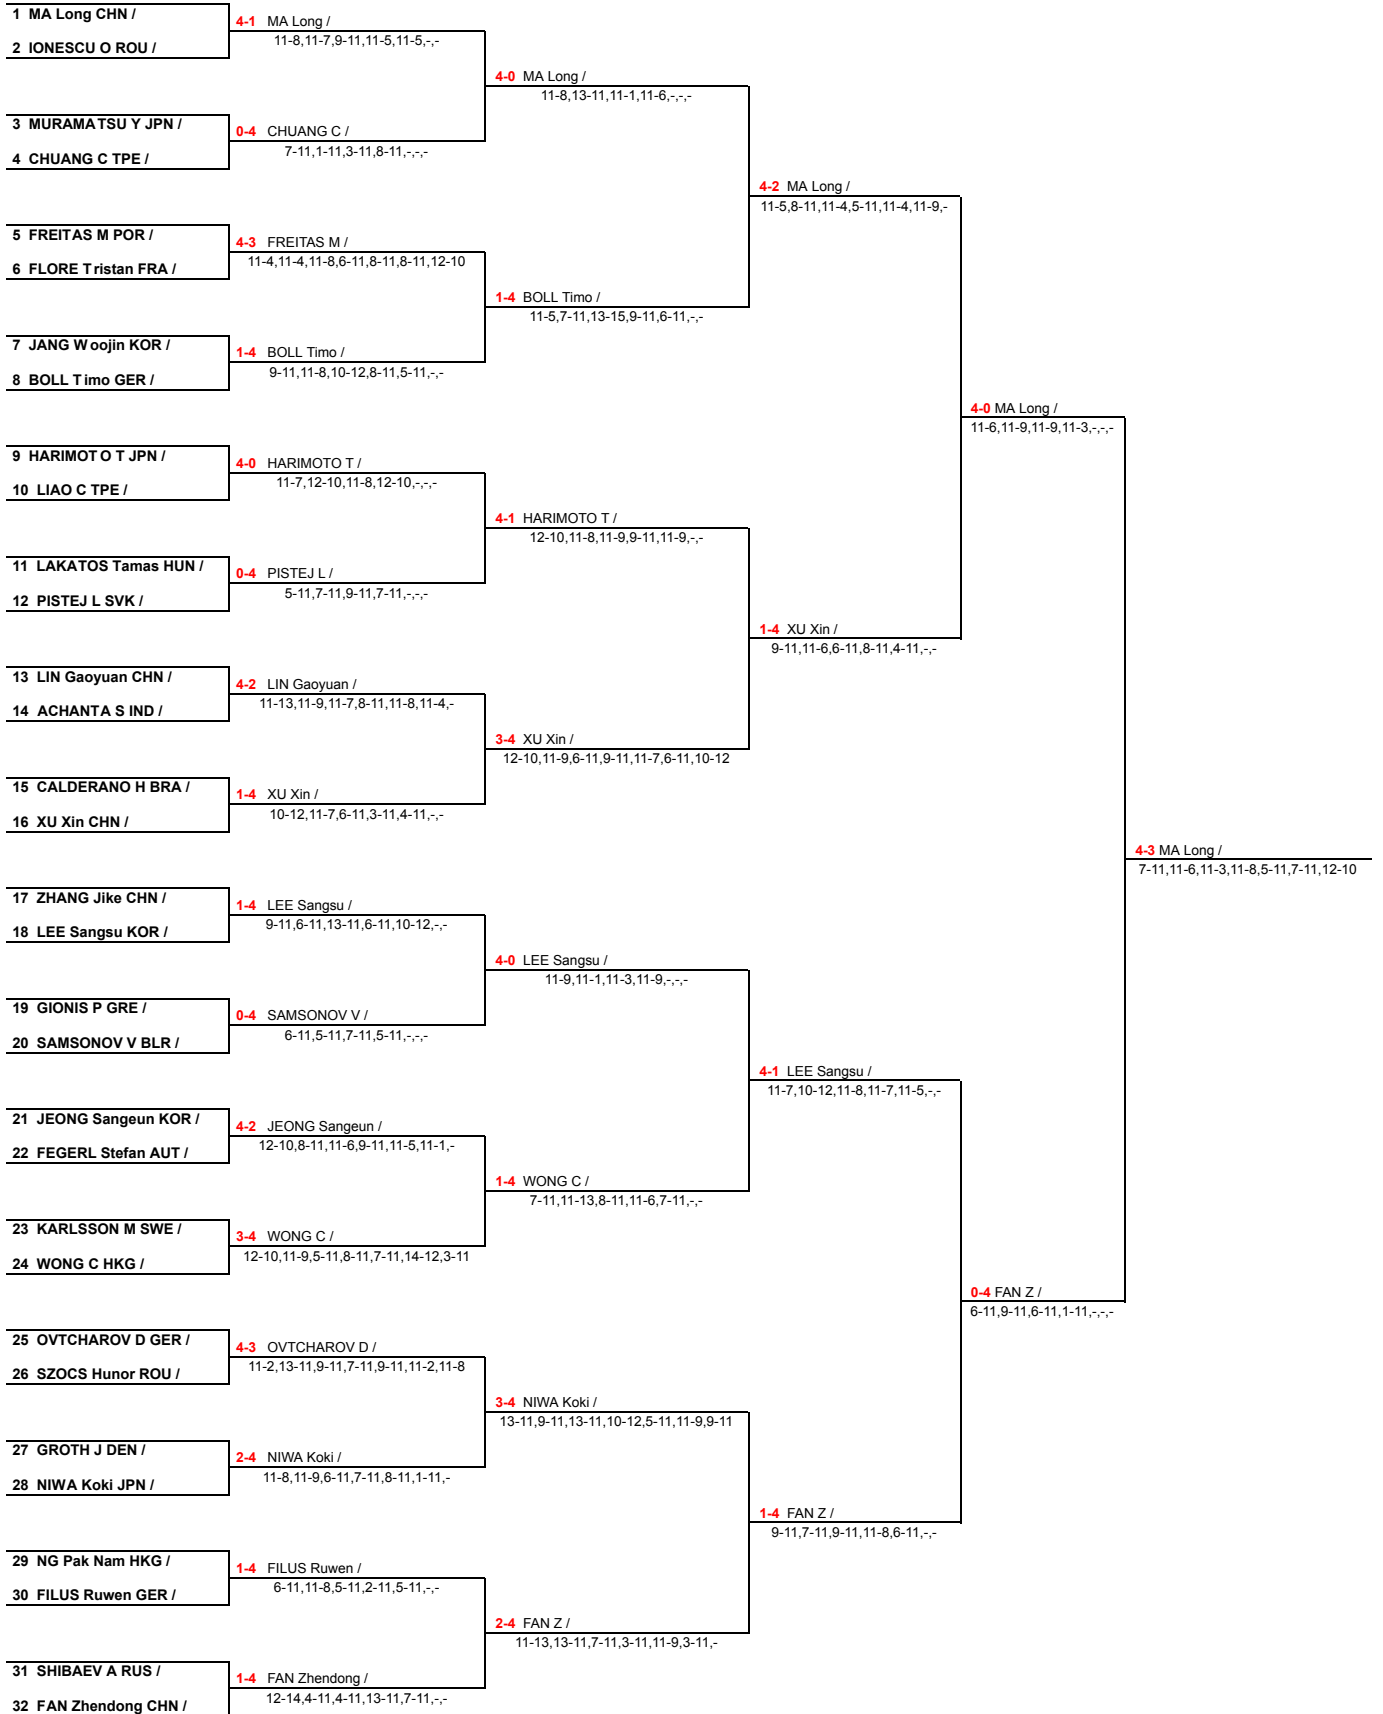 1 MA Long CHN /
4-1 MA Long /
11-8,11-7,9-11,11-5,11-5,-,-
2 IONESCU O ROU /
4-0 MA Long /
11-8,13-11,11-1,11-6,-,-,-
3 MURAMATSU Y JPN /
0-4 CHUANG C /
7-11,1-11,3-11,8-11,-,-,-
4 CHUANG C TPE /
4-2 MA Long /
11-5,8-11,11-4,5-11,11-4,11-9,-
5 FREITAS M POR /
4-3 FREITAS M /
11-4,11-4,11-8,6-11,8-11,8-11,12-10
6 FLORE Tristan FRA /
1-4 BOLL Timo /
11-5,7-11,13-15,9-11,6-11,-,-
7 JANG Woojin KOR /
1-4 BOLL Timo /
9-11,11-8,10-12,8-11,5-11,-,-
8 BOLL Timo GER /
4-0 MA Long /
11-6,11-9,11-9,11-3,-,-,-
9 HARIMOTO T JPN /
4-0 HARIMOTO T /
11-7,12-10,11-8,12-10,-,-,-
10 LIAO C TPE /
4-1 HARIMOTO T /
12-10,11-8,11-9,9-11,11-9,-,-
11 LAKATOS Tamas HUN /
0-4 PISTEJ L /
5-11,7-11,9-11,7-11,-,-,-
12 PISTEJ L SVK /
1-4 XU Xin /
9-11,11-6,6-11,8-11,4-11,-,-
13 LIN Gaoyuan CHN /
4-2 LIN Gaoyuan /
11-13,11-9,11-7,8-11,11-8,11-4,-
14 ACHANTA S IND /
3-4 XU Xin /
12-10,11-9,6-11,9-11,11-7,6-11,10-12
15 CALDERANO H BRA /
1-4 XU Xin /
10-12,11-7,6-11,3-11,4-11,-,-
16 XU Xin CHN /
4-3 MA Long /
7-11,11-6,11-3,11-8,5-11,7-11,12-10
17 ZHANG Jike CHN /
1-4 LEE Sangsu /
9-11,6-11,13-11,6-11,10-12,-,-
18 LEE Sangsu KOR /
4-0 LEE Sangsu /
11-9,11-1,11-3,11-9,-,-,-
19 GIONIS P GRE /
0-4 SAMSONOV V /
6-11,5-11,7-11,5-11,-,-,-
20 SAMSONOV V BLR /
4-1 LEE Sangsu /
11-7,10-12,11-8,11-7,11-5,-,-
21 JEONG Sangeun KOR /
4-2 JEONG Sangeun /
12-10,8-11,11-6,9-11,11-5,11-1,-
22 FEGERL Stefan AUT /
1-4 WONG C /
7-11,11-13,8-11,11-6,7-11,-,-
23 KARLSSON M SWE /
3-4 WONG C /
12-10,11-9,5-11,8-11,7-11,14-12,3-11
24 WONG C HKG /
0-4 FAN Z /
6-11,9-11,6-11,1-11,-,-,-
25 OVTCHAROV D GER /
4-3 OVTCHAROV D /
11-2,13-11,9-11,7-11,9-11,11-2,11-8
26 SZOCS Hunor ROU /
3-4 NIWA Koki /
13-11,9-11,13-11,10-12,5-11,11-9,9-11
27 GROTH J DEN /
2-4 NIWA Koki /
11-8,11-9,6-11,7-11,8-11,1-11,-
28 NIWA Koki JPN /
1-4 FAN Z /
9-11,7-11,9-11,11-8,6-11,-,-
29 NG Pak Nam HKG /
1-4 FILUS Ruwen /
6-11,11-8,5-11,2-11,5-11,-,-
30 FILUS Ruwen GER /
2-4 FAN Z /
11-13,13-11,7-11,3-11,11-9,3-11,-
31 SHIBAEV A RUS /
1-4 FAN Zhendong /
12-14,4-11,4-11,13-11,7-11,-,-
32 FAN Zhendong CHN /